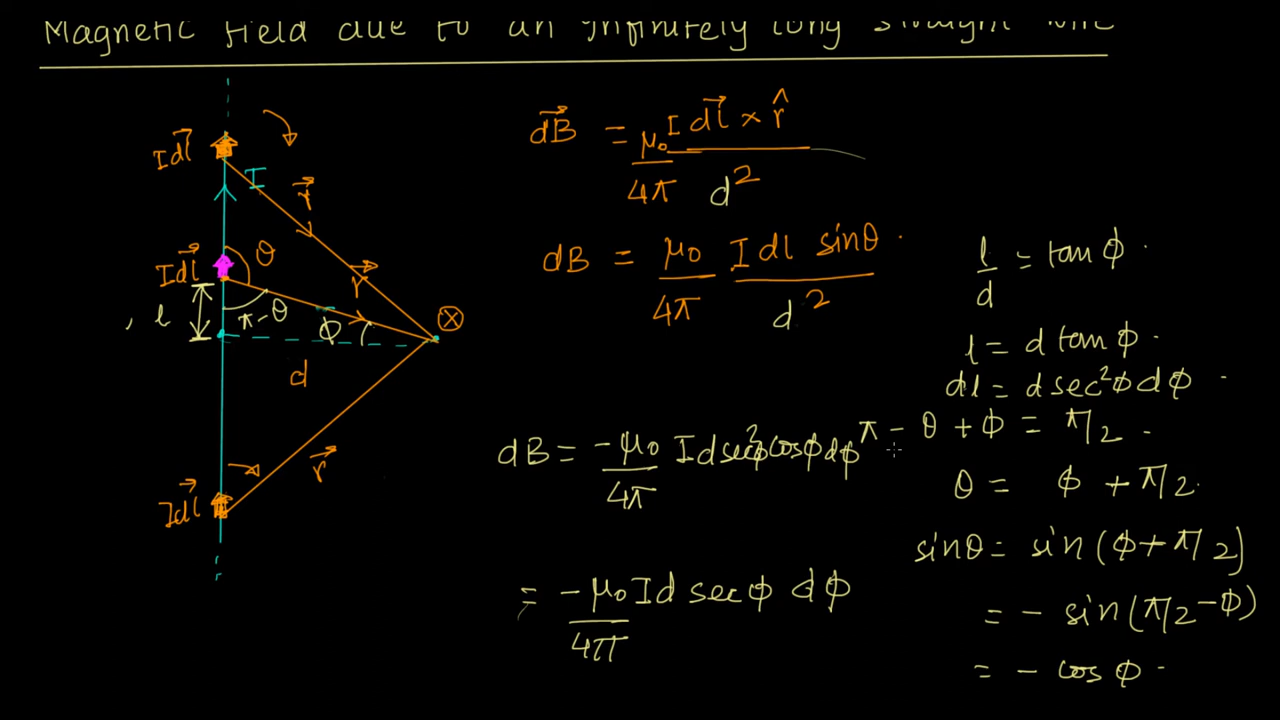 Magnetic Field due to an infinitely long straight wire
Idl⃗
I
r⃗
Idl⃗
θ
r⃗
, l
π-θ
φ
⊗
d
r⃗
Idl⃗
dB⃗ = μ₀/4π I dl⃗ × r̂ / d²
dB = μ₀/4π I dl sinθ / d² .
dB = -μ₀/4π I d sec²φ cosφ dφ
= -μ₀/4π I d secφ dφ
l/d = tan φ .
l = d tan φ .
dl = d sec²φ dφ .
π - θ + φ = π/2 .
θ = φ + π/2 .
sinθ = sin(φ + π/2)
= - sin(π/2 - φ)
= - cos φ .